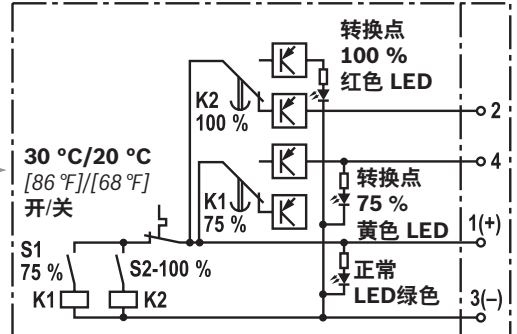 转换点
100 %
红色 LED
K2
100 %
2
30 °C/20 °C
[86 °F]/[68 °F]
开/关
4
转换点
75 %
黄色 LED
K1
75 %
1(+)
S1
75 %
S2-100 %
正常
LED绿色
K1
K2
3(–)